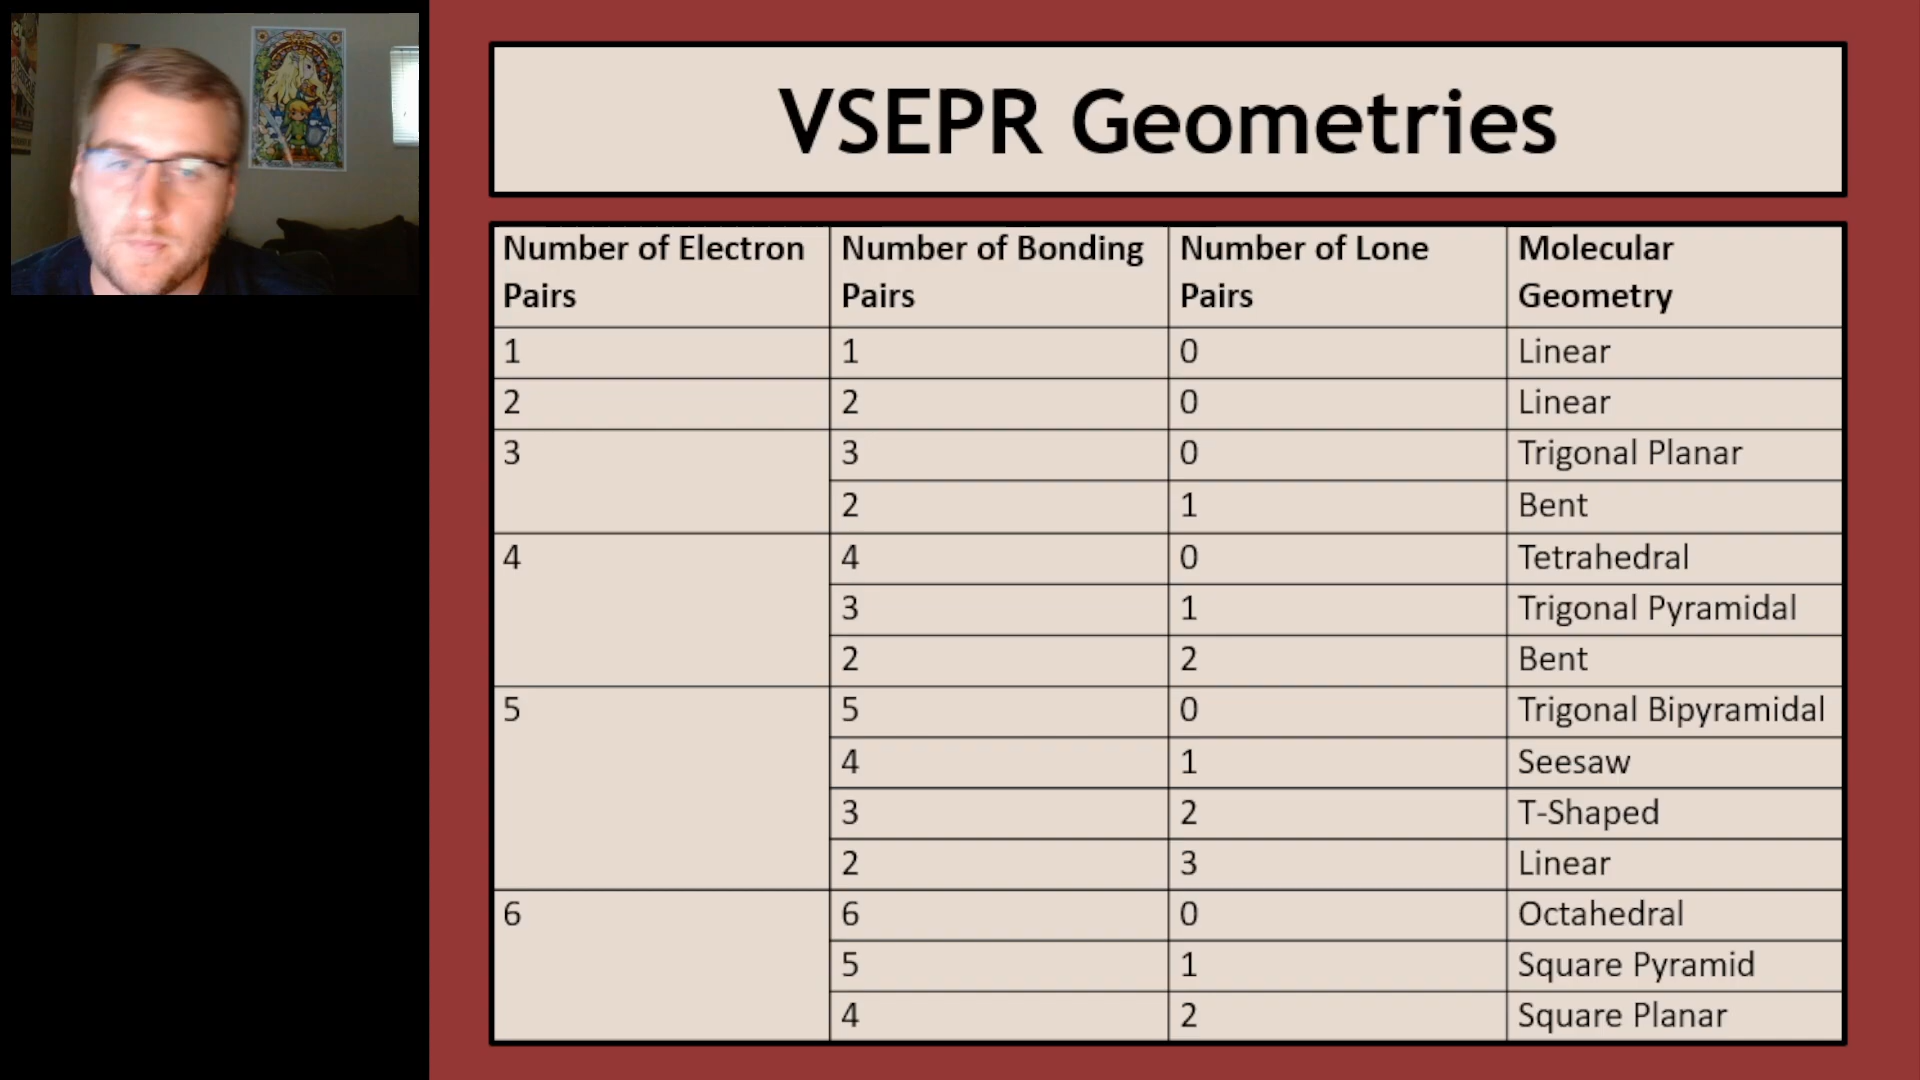 VSEPR Geometries
Number of Electron Pairs | Number of Bonding Pairs | Number of Lone Pairs | Molecular Geometry
1 | 1 | 0 | Linear
2 | 2 | 0 | Linear
3 | 3 | 0 | Trigonal Planar
2 | 1 | Bent
4 | 4 | 0 | Tetrahedral
3 | 1 | Trigonal Pyramidal
2 | 2 | Bent
5 | 5 | 0 | Trigonal Bipyramidal
4 | 1 | Seesaw
3 | 2 | T-Shaped
2 | 3 | Linear
6 | 6 | 0 | Octahedral
5 | 1 | Square Pyramid
4 | 2 | Square Planar